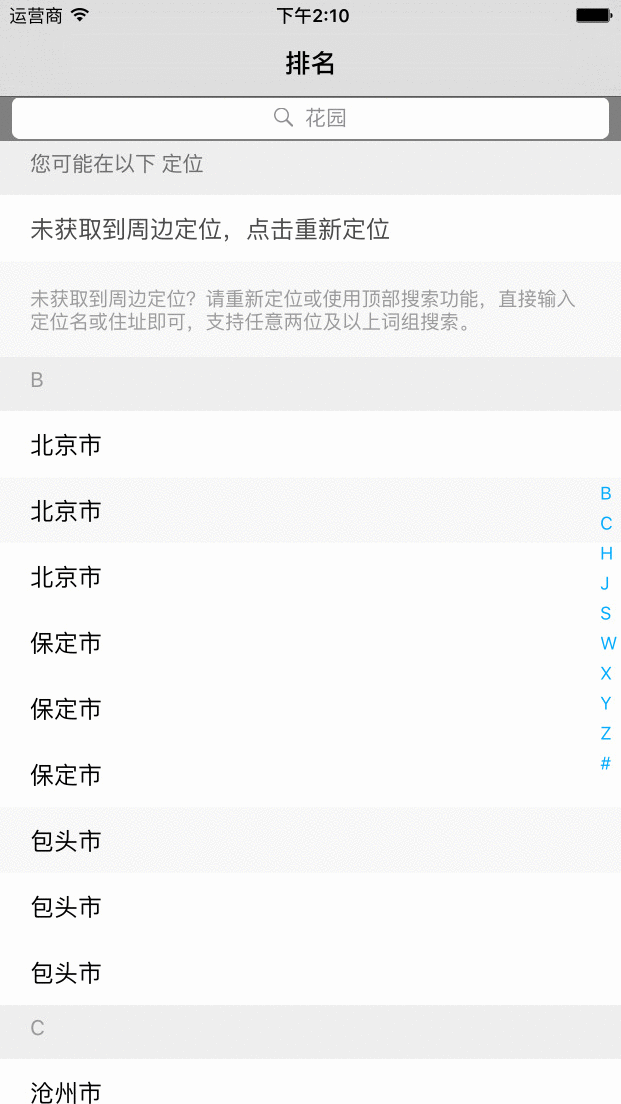 运营商 下午2:10
排名
花园
您可能在以下 定位
未获取到周边定位，点击重新定位
未获取到周边定位？请重新定位或使用顶部搜索功能，直接输入
定位名或住址即可，支持任意两位及以上词组搜索。
B
北京市
北京市
北京市
保定市
保定市
保定市
包头市
包头市
包头市
C
沧州市
B
C
H
J
S
W
X
Y
Z
#